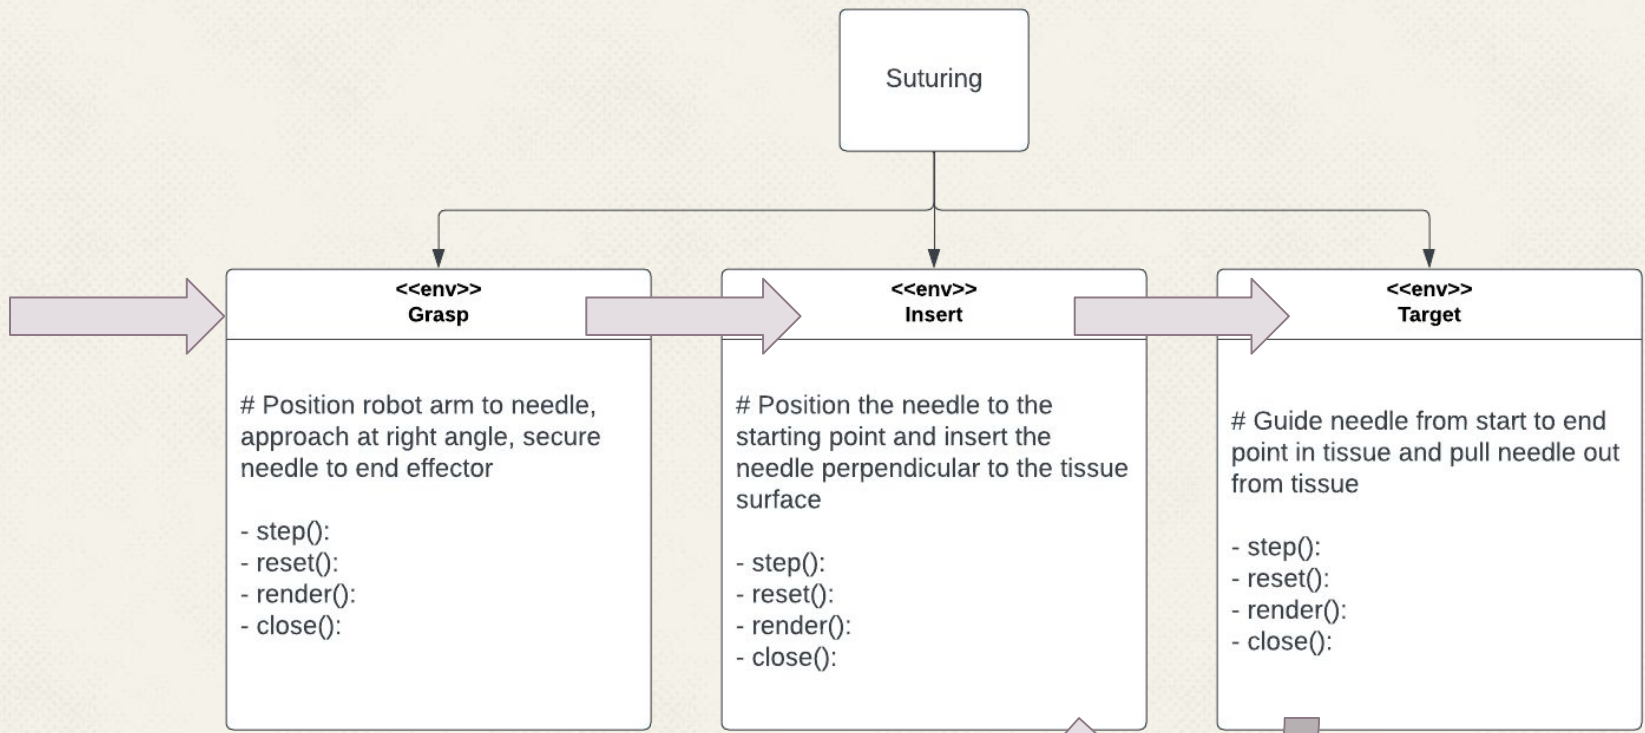 Suturing
<<env>>
Grasp
# Position robot arm to needle,
approach at right angle, secure
needle to end effector
- step():
- reset():
- render():
- close():
<<env>>
Insert
# Position the needle to the
starting point and insert the
needle perpendicular to the tissue
surface
- step():
- reset():
- render():
- close():
<<env>>
Target
# Guide needle from start to end
point in tissue and pull needle out
from tissue
- step():
- reset():
- render():
- close():